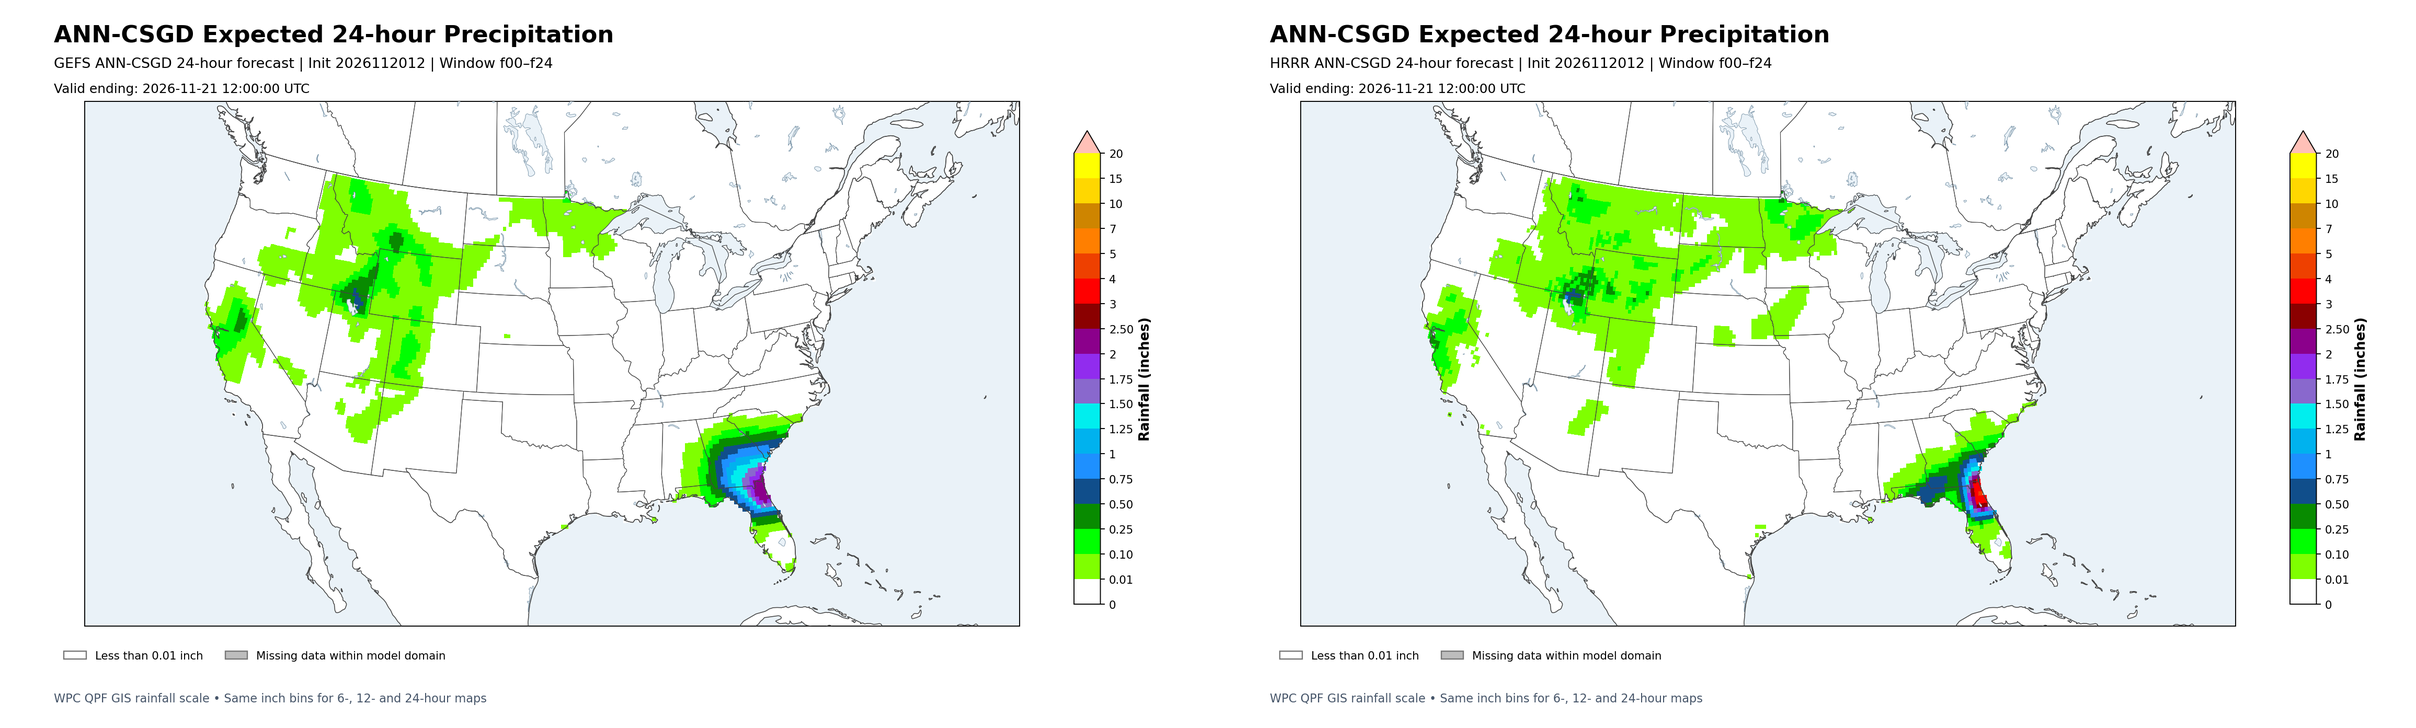 ANN-CSGD Expected 24-hour Precipitation
GEFS ANN-CSGD 24-hour forecast | Init 2026112012 | Window f00–f24
Valid ending: 2026-11-21 12:00:00 UTC
20
15
10
7
5
4
3
2.50
2
1.75
1.50
1.25
1
0.75
0.50
0.25
0.10
0.01
0
Rainfall (inches)
Less than 0.01 inch
Missing data within model domain
WPC QPF GIS rainfall scale • Same inch bins for 6-, 12- and 24-hour maps
ANN-CSGD Expected 24-hour Precipitation
HRRR ANN-CSGD 24-hour forecast | Init 2026112012 | Window f00–f24
Valid ending: 2026-11-21 12:00:00 UTC
20
15
10
7
5
4
3
2.50
2
1.75
1.50
1.25
1
0.75
0.50
0.25
0.10
0.01
0
Rainfall (inches)
Less than 0.01 inch
Missing data within model domain
WPC QPF GIS rainfall scale • Same inch bins for 6-, 12- and 24-hour maps